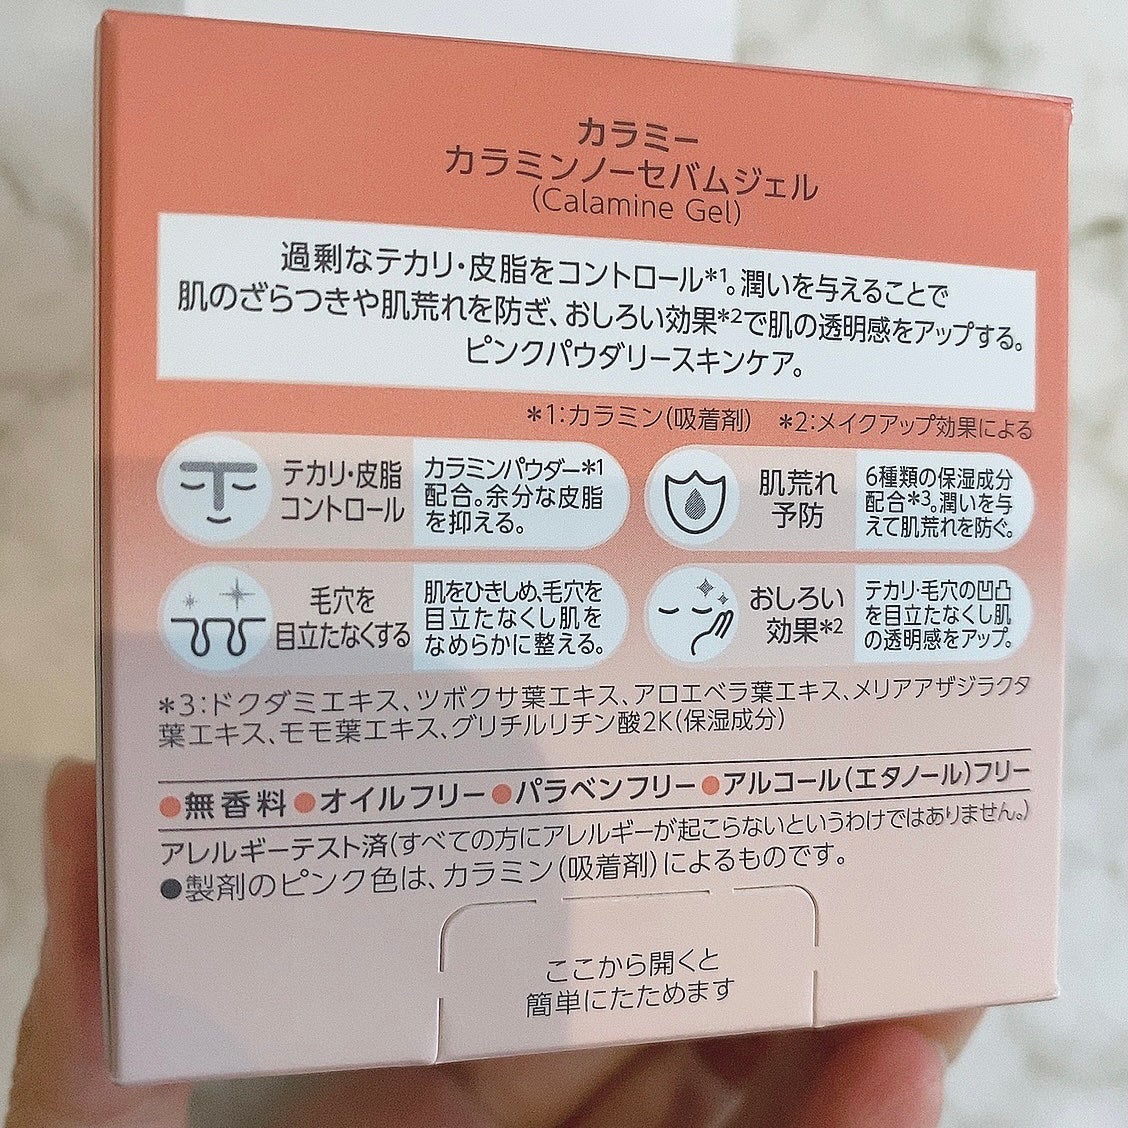 カラミー
カラミンノーセバムジェル
(Calamine Gel)
過剰なテカリ・皮脂をコントロール*1。潤いを与えることで
肌のざらつきや肌荒れを防ぎ、おしろい効果*2で肌の透明感をアップする。
ピンクパウダリースキンケア。
*1:カラミン(吸着剤) *2:メイクアップ効果による
テカリ・皮脂
コントロール
カラミンパウダー*1
配合。余分な皮脂
を抑える。
肌荒れ
予防
6種類の保湿成分
配合*3。潤いを与
えて肌荒れを防ぐ。
毛穴を
目立たなくする
肌をひきしめ、毛穴を
目立たなくし肌を
なめらかに整える。
おしろい
効果*2
テカリ・毛穴の凹凸
を目立たなくし肌
の透明感をアップ。
*3:ドクダミエキス、ツボクサ葉エキス、アロエベラ葉エキス、メリアアザジラクタ
葉エキス、モモ葉エキス、グリチルリチン酸2K(保湿成分)
●無香料●オイルフリー●パラベンフリー●アルコール(エタノール)フリー
アレルギーテスト済(すべての方にアレルギーが起こらないというわけではありません。)
●製剤のピンク色は、カラミン(吸着剤)によるものです。
ここから開くと
簡単にたためます